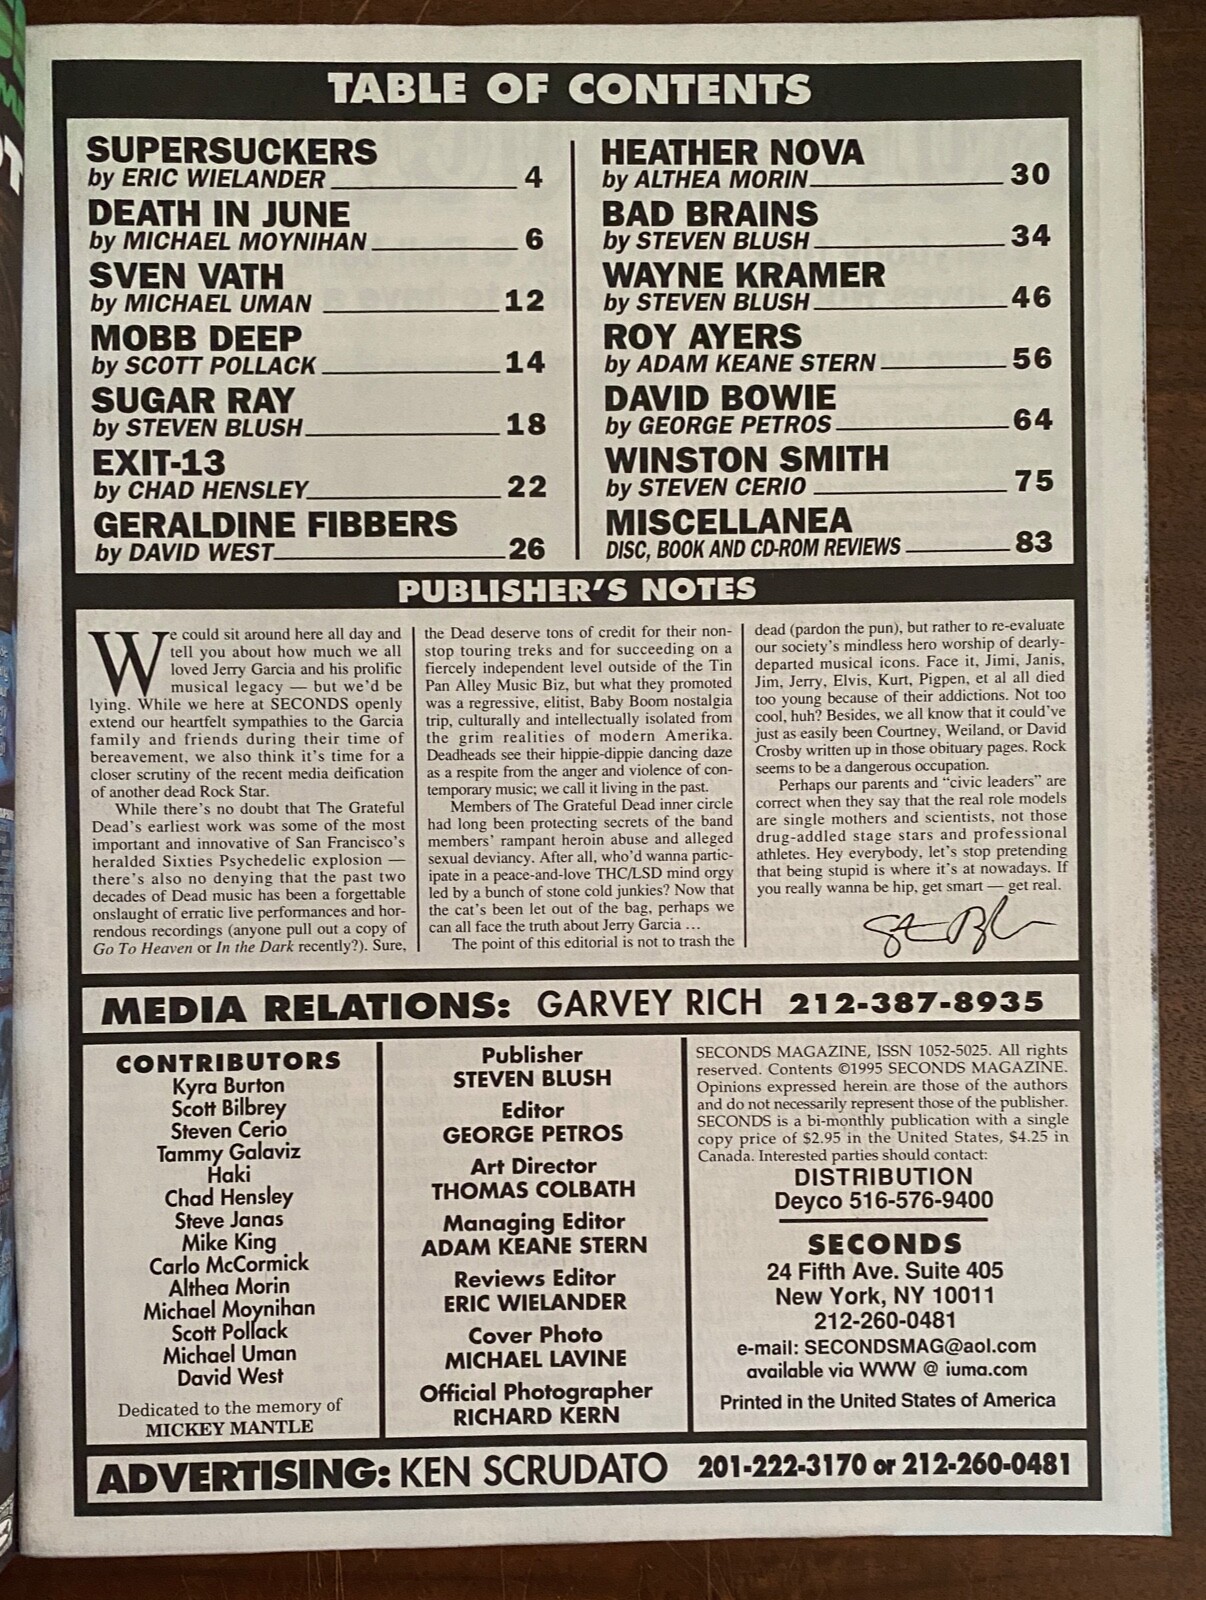 TABLE OF CONTENTS
SUPERSUCKERS
by ERIC WIELANDER 4
DEATH IN JUNE
by MICHAEL MOYNIHAN 6
SVEN VATH
by MICHAEL UMAN 12
MOBB DEEP
by SCOTT POLLACK 14
SUGAR RAY
by STEVEN BLUSH 18
EXIT-13
by CHAD HENSLEY 22
GERALDINE FIBBERS
by DAVID WEST 26
HEATHER NOVA
by ALTHEA MORIN 30
BAD BRAINS
by STEVEN BLUSH 34
WAYNE KRAMER
by STEVEN BLUSH 46
ROY AYERS
by ADAM KEANE STERN 56
DAVID BOWIE
by GEORGE PETROS 64
WINSTON SMITH
by STEVEN CERIO 75
MISCELLANEA
DISC, BOOK AND CD-ROM REVIEWS 83
PUBLISHER'S NOTES
We could sit around here all day and
tell you about how much we all
loved Jerry Garcia and his prolific
musical legacy — but we'd be
lying. While we here at SECONDS openly
extend our heartfelt sympathies to the Garcia
family and friends during their time of
bereavement, we also think it's time for a
closer scrutiny of the recent media deification
of another dead Rock Star.
While there's no doubt that The Grateful
Dead's earliest work was some of the most
important and innovative of San Francisco's
heralded Sixties Psychedelic explosion —
there's also no denying that the past two
decades of Dead music has been a forgettable
onslaught of erratic live performances and hor-
rendous recordings (anyone pull out a copy of
Go To Heaven or In the Dark recently?). Sure,
the Dead deserve tons of credit for their non-
stop touring treks and for succeeding on a
fiercely independent level outside of the Tin
Pan Alley Music Biz, but what they promoted
was a regressive, elitist, Baby Boom nostalgia
trip, culturally and intellectually isolated from
the grim realities of modern Amerika.
Deadheads see their hippie-dippie dancing daze
as a respite from the anger and violence of con-
temporary music; we call it living in the past.
Members of The Grateful Dead inner circle
had long been protecting secrets of the band
members' rampant heroin abuse and alleged
sexual deviancy. After all, who'd wanna partic-
ipate in a peace-and-love THC/LSD mind orgy
led by a bunch of stone cold junkies? Now that
the cat's been let out of the bag, perhaps we
can all face the truth about Jerry Garcia ...
The point of this editorial is not to trash the
dead (pardon the pun), but rather to re-evaluate
our society's mindless hero worship of dearly-
departed musical icons. Face it, Jimi, Janis,
Jim, Jerry, Elvis, Kurt, Pigpen, et al all died
too young because of their addictions. Not too
cool, huh? Besides, we all know that it could've
just as easily been Courtney, Weiland, or David
Crosby written up in those obituary pages. Rock
seems to be a dangerous occupation.
Perhaps our parents and "civic leaders" are
correct when they say that the real role models
are single mothers and scientists, not those
drug-addled stage stars and professional
athletes. Hey everybody, let's stop pretending
that being stupid is where it's at nowadays. If
you really wanna be hip, get smart — get real.
MEDIA RELATIONS: GARVEY RICH 212-387-8935
CONTRIBUTORS
Kyra Burton
Scott Bilbrey
Steven Cerio
Tammy Galaviz
Haki
Chad Hensley
Steve Janas
Mike King
Carlo McCormick
Althea Morin
Michael Moynihan
Scott Pollack
Michael Uman
David West
Dedicated to the memory of
MICKEY MANTLE
Publisher
STEVEN BLUSH
Editor
GEORGE PETROS
Art Director
THOMAS COLBATH
Managing Editor
ADAM KEANE STERN
Reviews Editor
ERIC WIELANDER
Cover Photo
MICHAEL LAVINE
Official Photographer
RICHARD KERN
SECONDS MAGAZINE, ISSN 1052-5025. All rights
reserved. Contents ©1995 SECONDS MAGAZINE.
Opinions expressed herein are those of the authors
and do not necessarily represent those of the publisher.
SECONDS is a bi-monthly publication with a single
copy price of $2.95 in the United States, $4.25 in
Canada. Interested parties should contact:
DISTRIBUTION
Deyco 516-576-9400
SECONDS
24 Fifth Ave. Suite 405
New York, NY 10011
212-260-0481
e-mail: SECONDSMAG@aol.com
available via WWW @ iuma.com
Printed in the United States of America
ADVERTISING: KEN SCRUDATO 201-222-3170 or 212-260-0481